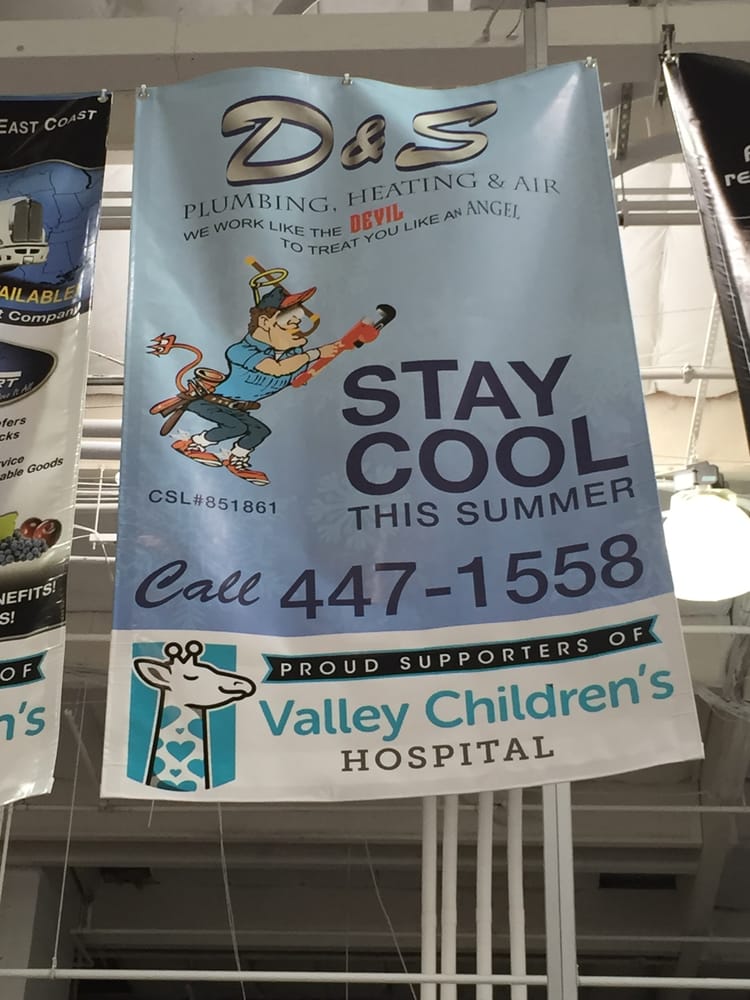 D&S
PLUMBING, HEATING & AIR
WE WORK LIKE THE DEVIL
TO TREAT YOU LIKE AN ANGEL
STAY
COOL
THIS SUMMER
CSL#851861
Call 447-1558
PROUD SUPPORTERS OF
Valley Children's
HOSPITAL
EAST COAST
AILABLE
t Company
RT
efers
cks
vice
able Goods
NEFITS!
S!
OF
n's
re